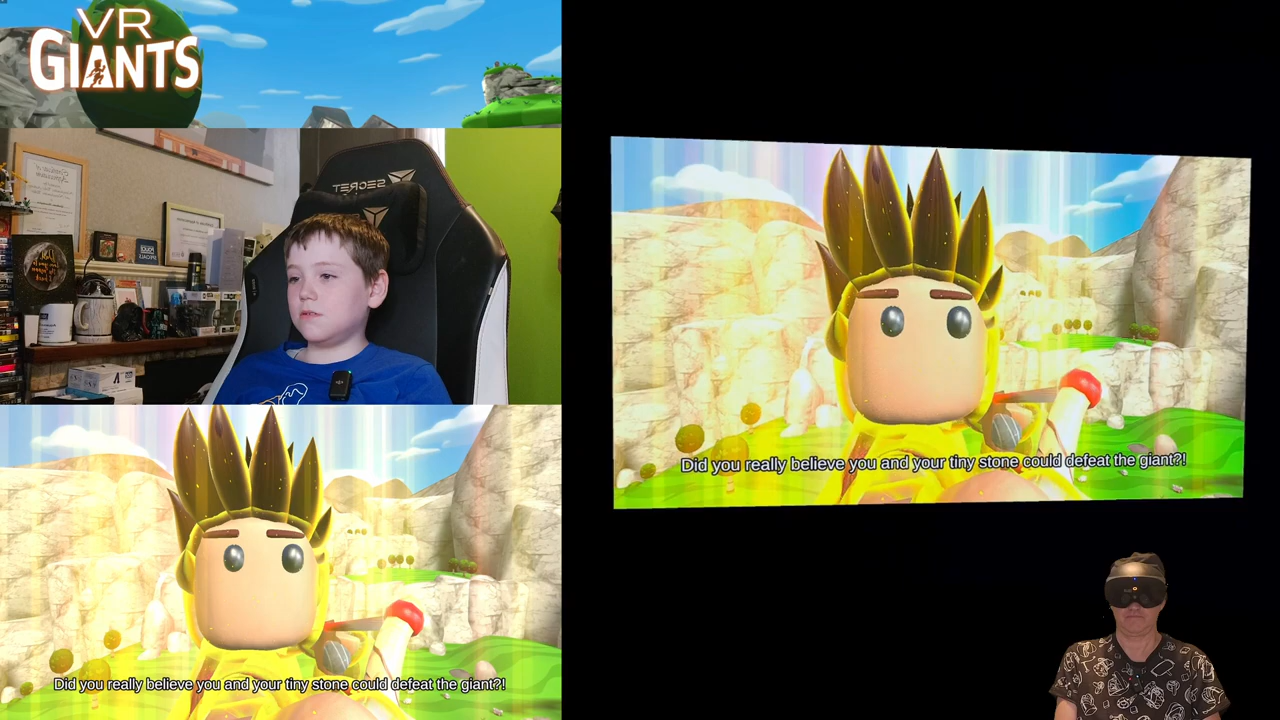 VR
GIANTS
SECRET
Did you really believe you and your tiny stone could defeat the giant?!
Did you really believe you and your tiny stone could defeat the giant?!